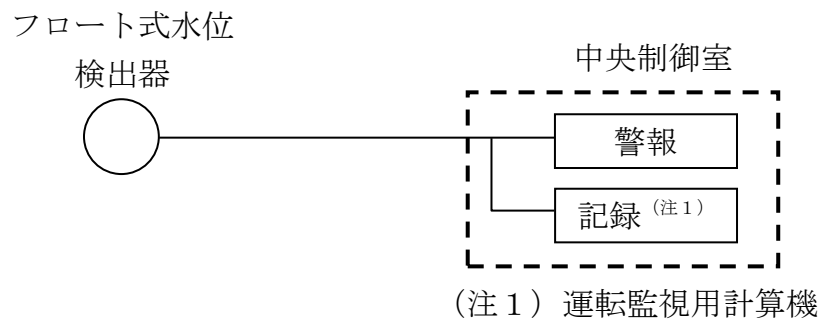 フロート式水位
検出器
中央制御室
警報
記録（注１）
（注１）運転監視用計算機